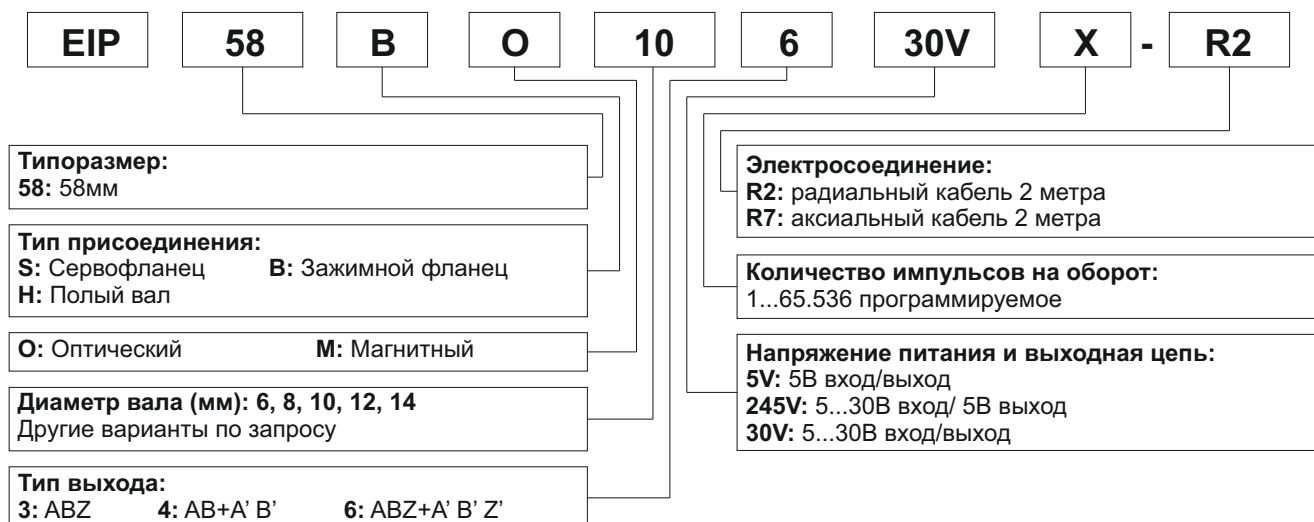 EIP 58 B O 10 6 30V X - R2
Типоразмер:
58: 58мм
Тип присоединения:
S: Сервофланец B: Зажимной фланец
H: Полый вал
O: Оптический M: Магнитный
Диаметр вала (мм): 6, 8, 10, 12, 14
Другие варианты по запросу
Тип выхода:
3: ABZ 4: AB+A' B' 6: ABZ+A' B' Z'
Электросоединение:
R2: радиальный кабель 2 метра
R7: аксиальный кабель 2 метра
Количество импульсов на оборот:
1...65.536 программируемое
Напряжение питания и выходная цепь:
5V: 5В вход/выход
245V: 5...30В вход/ 5В выход
30V: 5...30В вход/выход